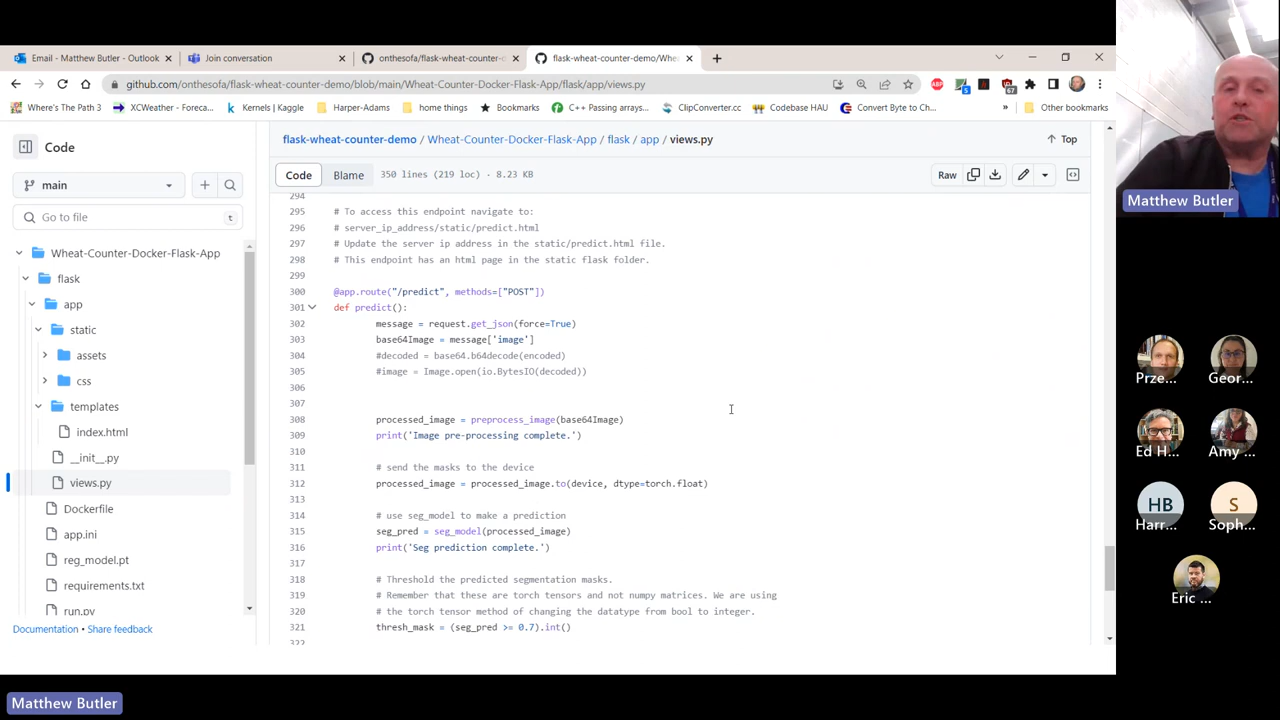 Email - Matthew Butler - Outlook
Join conversation
onthesofa/flask-wheat-counter-
flask-wheat-counter-demo/Whe
github.com/onthesofa/flask-wheat-counter-demo/blob/main/Wheat-Counter-Docker-Flask-App/flask/app/views.py
Where's The Path 3
XCWeather - Foreca...
Kernels | Kaggle
Harper-Adams
home things
Bookmarks
C++ Passing arrays...
ClipConverter.cc
Codebase HAU
Convert Byte to Ch...
»
Other bookmarks
Code
flask-wheat-counter-demo / Wheat-Counter-Docker-Flask-App / flask / app / views.py
Top
main
Code
Blame
350 lines (219 loc) · 8.23 KB
Raw
Go to file
t
Wheat-Counter-Docker-Flask-App
flask
app
static
assets
css
templates
index.html
__init__.py
views.py
Dockerfile
app.ini
reg_model.pt
requirements.txt
run.py
Documentation • Share feedback
294
295 # To access this endpoint navigate to:
296 # server_ip_address/static/predict.html
297 # Update the server ip address in the static/predict.html file.
298 # This endpoint has an html page in the static flask folder.
299
300 @app.route("/predict", methods=["POST"])
301 def predict():
302 message = request.get_json(force=True)
303 base64Image = message['image']
304 #decoded = base64.b64decode(encoded)
305 #image = Image.open(io.BytesIO(decoded))
306
307
308 processed_image = preprocess_image(base64Image)
309 print('Image pre-processing complete.')
310
311 # send the masks to the device
312 processed_image = processed_image.to(device, dtype=torch.float)
313
314 # use seg_model to make a prediction
315 seg_pred = seg_model(processed_image)
316 print('Seg prediction complete.')
317
318 # Threshold the predicted segmentation masks.
319 # Remember that these are torch tensors and not numpy matrices. We are using
320 # the torch tensor method of changing the datatype from bool to integer.
321 thresh_mask = (seg_pred >= 0.7).int()
322
Matthew Butler
Prze...
Geor...
Ed H...
Amy ...
HB
Harr...
S
Soph...
Eric ...
Matthew Butler